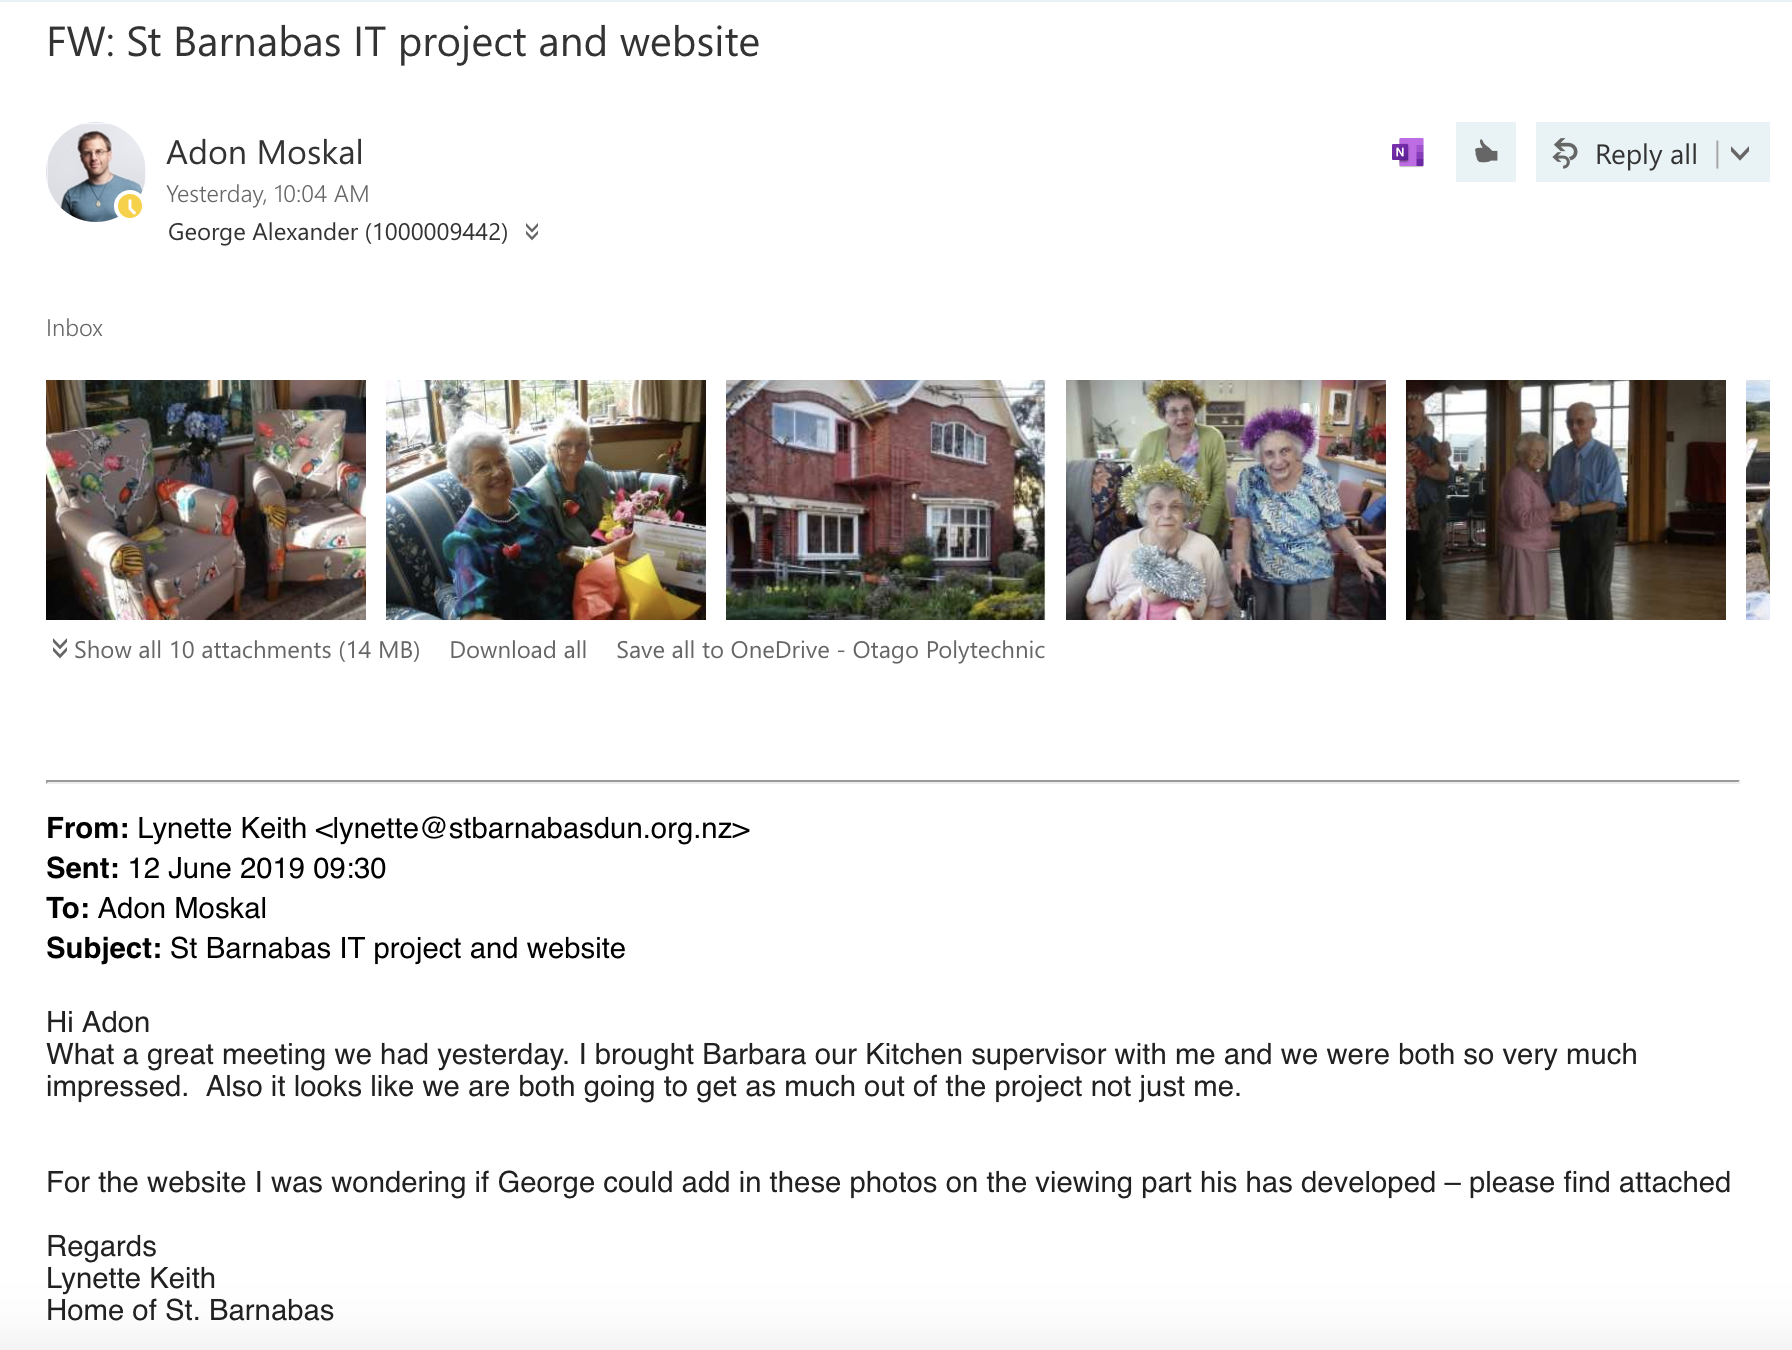 FW: St Barnabas IT project and website
Adon Moskal
Yesterday, 10:04 AM
George Alexander (1000009442)
N
Reply all
Inbox
Show all 10 attachments (14 MB) Download all Save all to OneDrive - Otago Polytechnic
From: Lynette Keith <lynette@stbarnabasdun.org.nz>
Sent: 12 June 2019 09:30
To: Adon Moskal
Subject: St Barnabas IT project and website
Hi Adon
What a great meeting we had yesterday. I brought Barbara our Kitchen supervisor with me and we were both so very much
impressed.  Also it looks like we are both going to get as much out of the project not just me.
For the website I was wondering if George could add in these photos on the viewing part his has developed – please find attached
Regards
Lynette Keith
Home of St. Barnabas